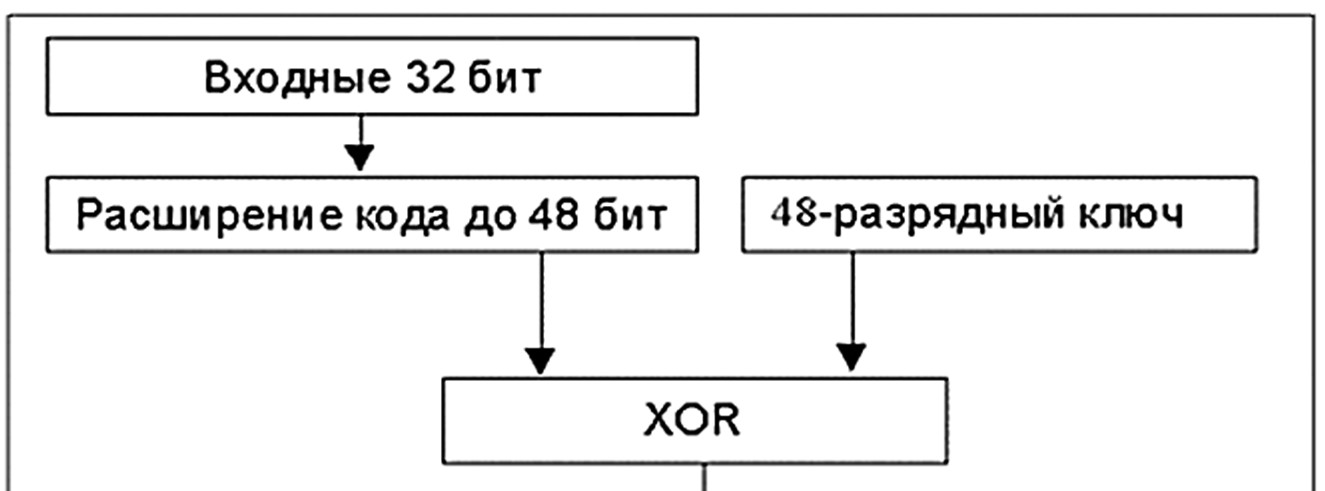 Входные 32 бит
Расширение кода до 48 бит
48-разрядный ключ
XOR